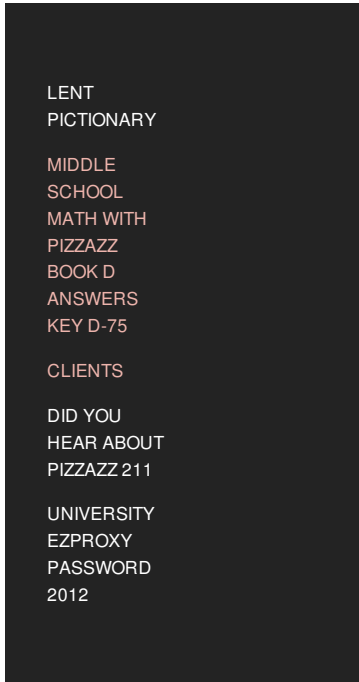 LENT
PICTIONARY
MIDDLE
SCHOOL
MATH WITH
PIZZAZZ
BOOK D
ANSWERS
KEY D-75
CLIENTS
DID YOU
HEAR ABOUT
PIZZAZZ 211
UNIVERSITY
EZPROXY
PASSWORD
2012